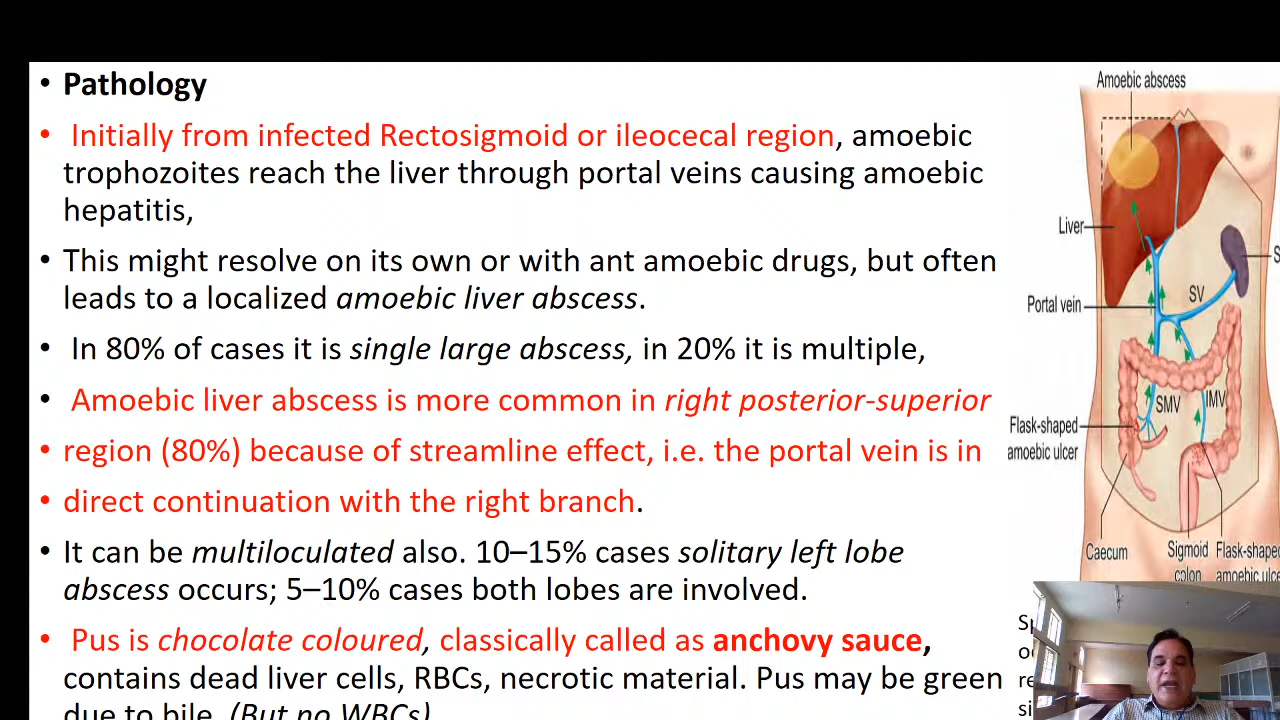 • Pathology
• Initially from infected Rectosigmoid or ileocecal region, amoebic
trophozoites reach the liver through portal veins causing amoebic
hepatitis,
• This might resolve on its own or with ant amoebic drugs, but often
leads to a localized amoebic liver abscess.
• In 80% of cases it is single large abscess, in 20% it is multiple,
• Amoebic liver abscess is more common in right posterior-superior
• region (80%) because of streamline effect, i.e. the portal vein is in
• direct continuation with the right branch.
• It can be multiloculated also. 10–15% cases solitary left lobe
abscess occurs; 5–10% cases both lobes are involved.
• Pus is chocolate coloured, classically called as anchovy sauce,
contains dead liver cells, RBCs, necrotic material. Pus may be green
due to bile. (But no WBCs)
Amoebic abscess
Liver
Portal vein
SV
SMV
IMV
Flask-shaped
amoebic ulcer
Caecum
Sigmoid
colon
Flask-shaped
amoebic ulcer